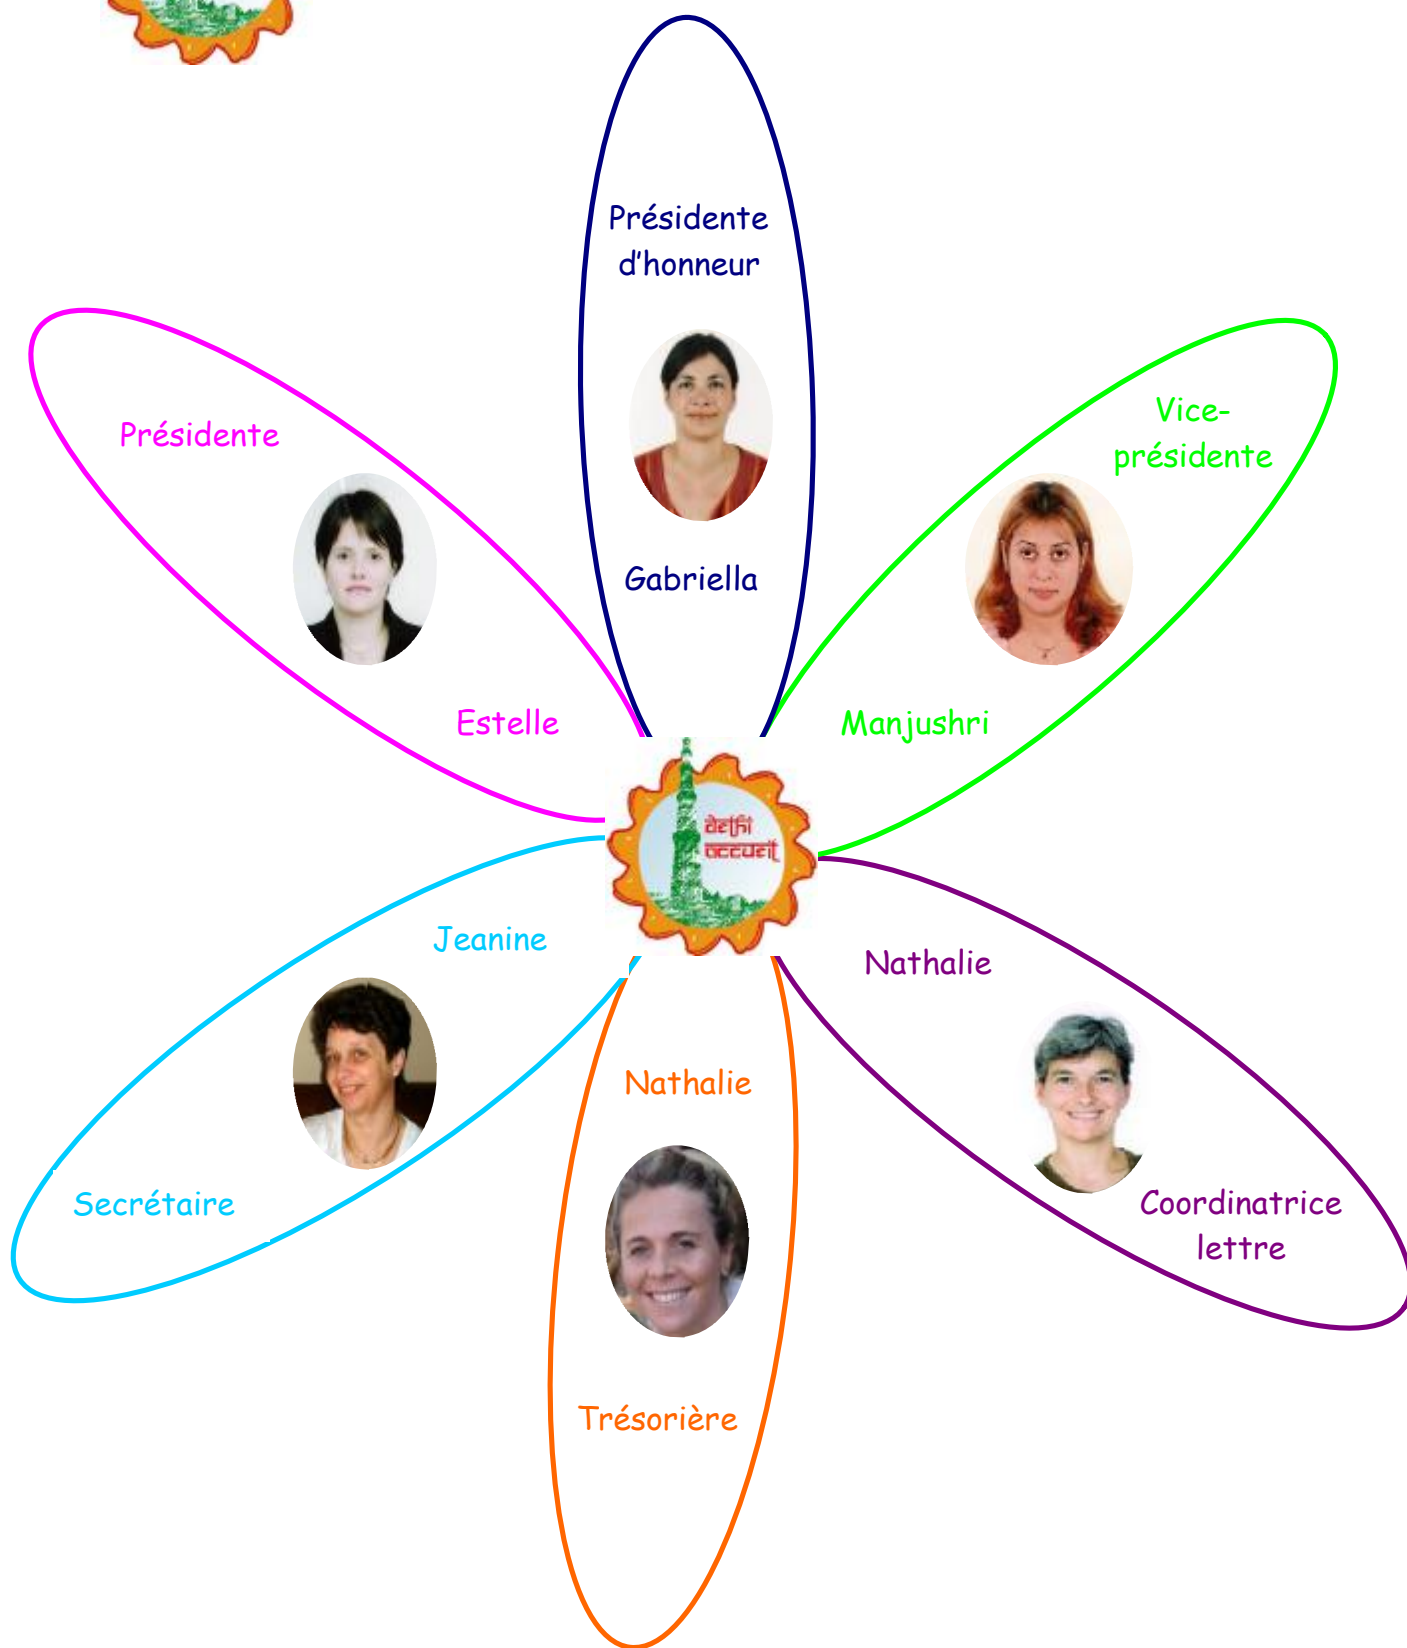 Présidente
d'honneur
Gabriella
Présidente
Estelle
Vice-
présidente
Manjushri
delhi
accueil
Jeanine
Secrétaire
Nathalie
Trésorière
Nathalie
Coordinatrice
lettre